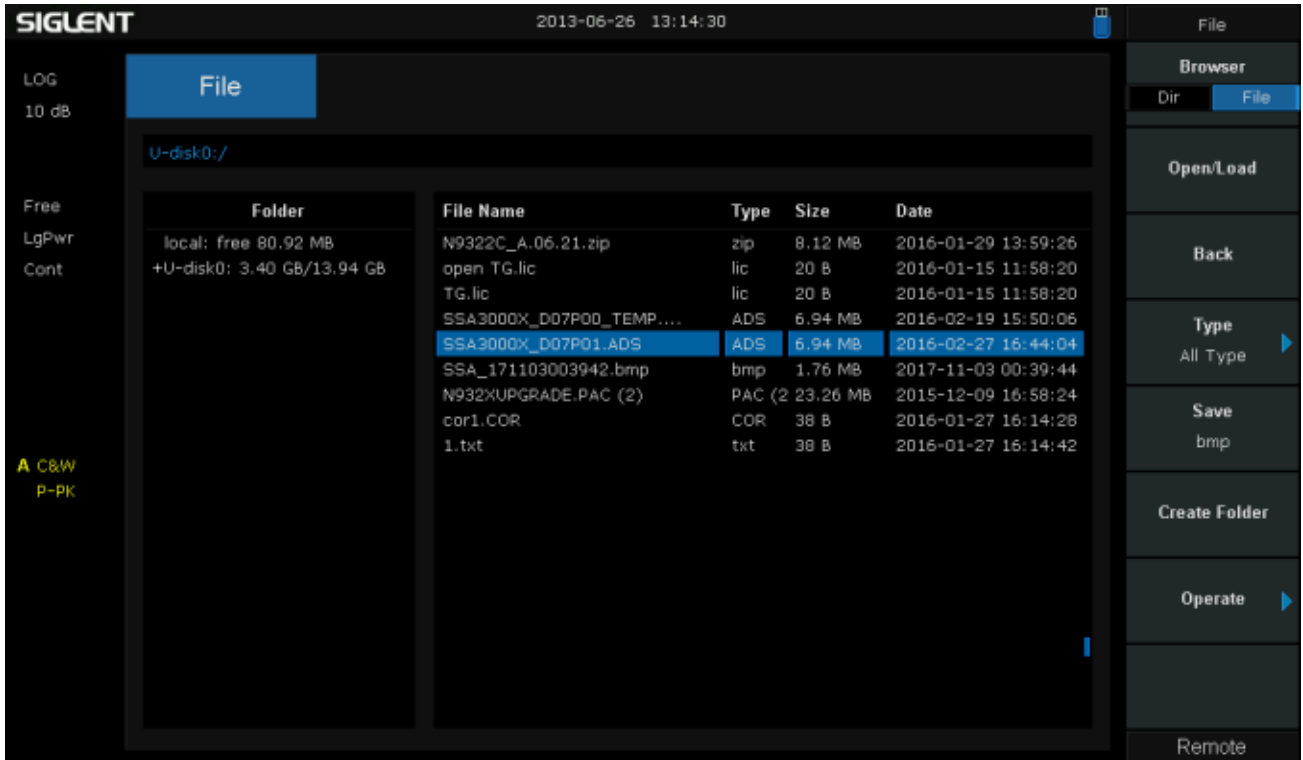 SIGLENT 2013-06-26 13:14:30 File
LOG
10 dB
File
Browser
Dir File
U-disk0:/
Open/Load
Free
LgPwr
Cont
Folder
local: free 80.92 MB
+U-disk0: 3.40 GB/13.94 GB
File Name Type Size Date
N9322C_A.06.21.zip zip 8.12 MB 2016-01-29 13:59:26
open TG.lic lic 20 B 2016-01-15 11:58:20
TG.lic lic 20 B 2016-01-15 11:58:20
SSA3000X_D07P00_TEMP.... ADS 6.94 MB 2016-02-19 15:50:06
SSA3000X_D07P01.ADS ADS 6.94 MB 2016-02-27 16:44:04
SSA_171103003942.bmp bmp 1.76 MB 2017-11-03 00:39:44
N932XUPGRADE.PAC (2) PAC (2 23.26 MB 2015-12-09 16:58:24
cor1.COR COR 38 B 2016-01-27 16:14:28
1.txt txt 38 B 2016-01-27 16:14:42
Back
Type
All Type
Save
bmp
A C&W
P-PK
Create Folder
Operate
Remote